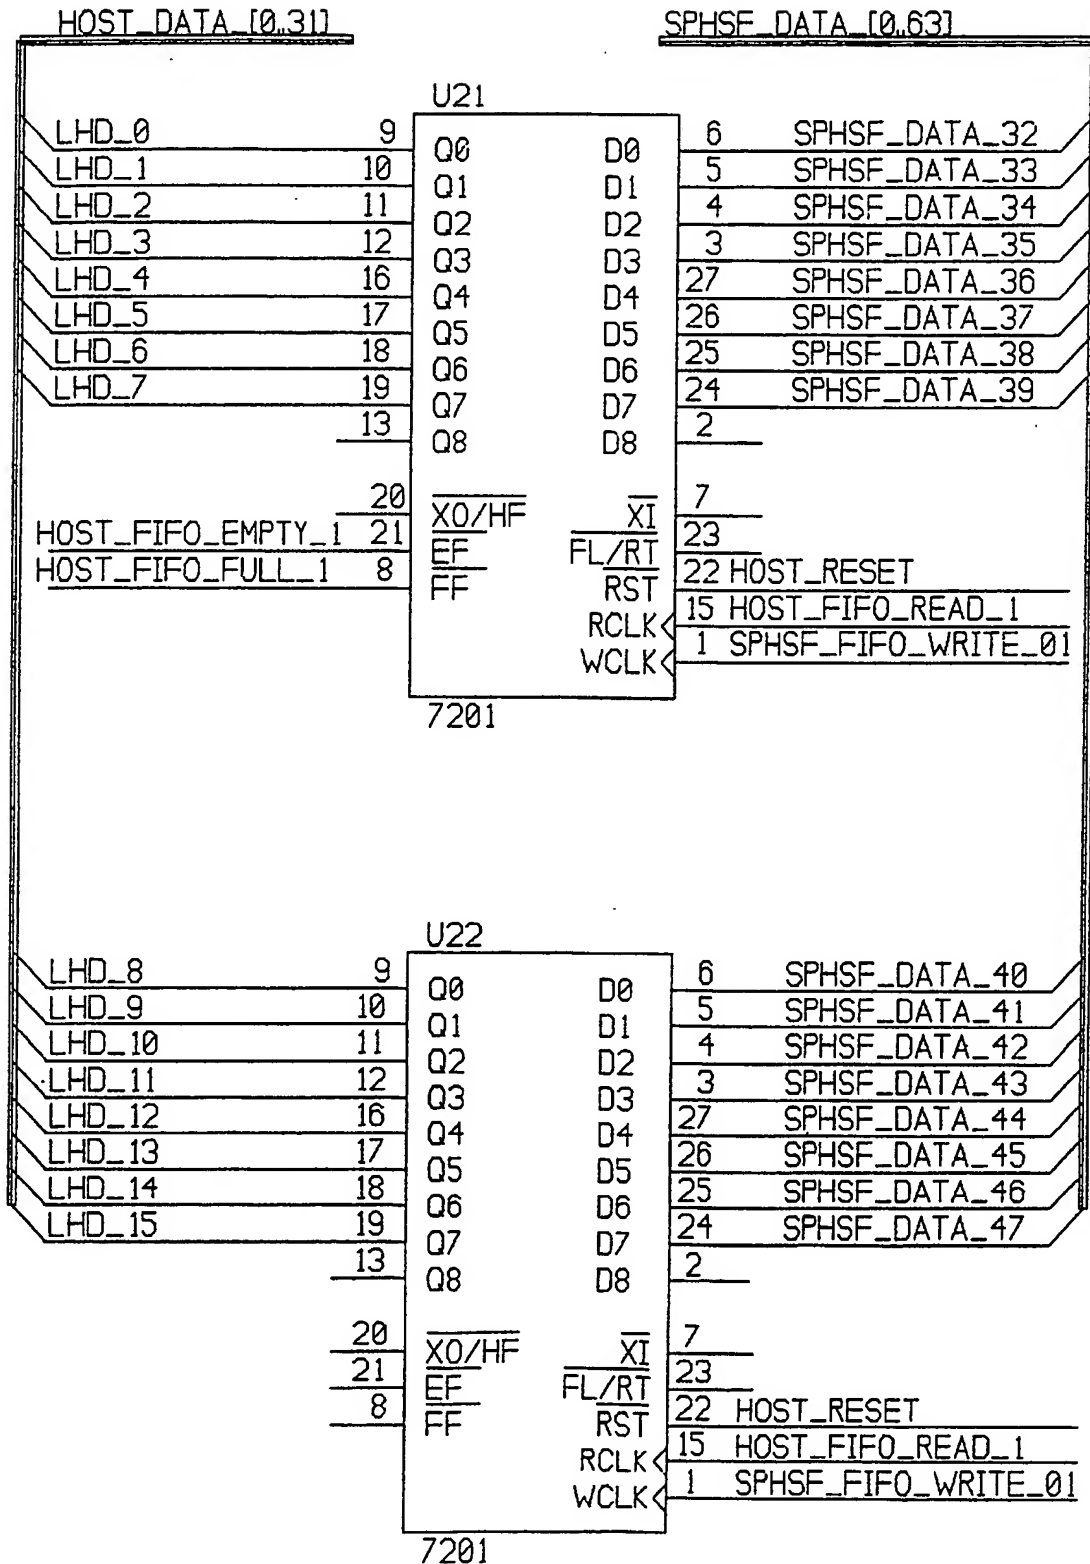 HOST_DATA_[0..31] SPHSF_DATA_[0..63]
U21
LHD_0 9 Q0 D0 6 SPHSF_DATA_32
LHD_1 10 Q1 D1 5 SPHSF_DATA_33
LHD_2 11 Q2 D2 4 SPHSF_DATA_34
LHD_3 12 Q3 D3 3 SPHSF_DATA_35
LHD_4 16 Q4 D4 27 SPHSF_DATA_36
LHD_5 17 Q5 D5 26 SPHSF_DATA_37
LHD_6 18 Q6 D6 25 SPHSF_DATA_38
LHD_7 19 Q7 D7 24 SPHSF_DATA_39
13 Q8 D8 2
20 XO/HF XI 7
HOST_FIFO_EMPTY_1 21 EF FL/RT 23
HOST_FIFO_FULL_1 8 FF RST 22 HOST_RESET
RCLK 15 HOST_FIFO_READ_1
WCLK 1 SPHSF_FIFO_WRITE_01
7201
U22
LHD_8 9 Q0 D0 6 SPHSF_DATA_40
LHD_9 10 Q1 D1 5 SPHSF_DATA_41
LHD_10 11 Q2 D2 4 SPHSF_DATA_42
LHD_11 12 Q3 D3 3 SPHSF_DATA_43
LHD_12 16 Q4 D4 27 SPHSF_DATA_44
LHD_13 17 Q5 D5 26 SPHSF_DATA_45
LHD_14 18 Q6 D6 25 SPHSF_DATA_46
LHD_15 19 Q7 D7 24 SPHSF_DATA_47
13 Q8 D8 2
20 XO/HF XI 7
21 EF FL/RT 23
8 FF RST 22 HOST_RESET
RCLK 15 HOST_FIFO_READ_1
WCLK 1 SPHSF_FIFO_WRITE_01
7201